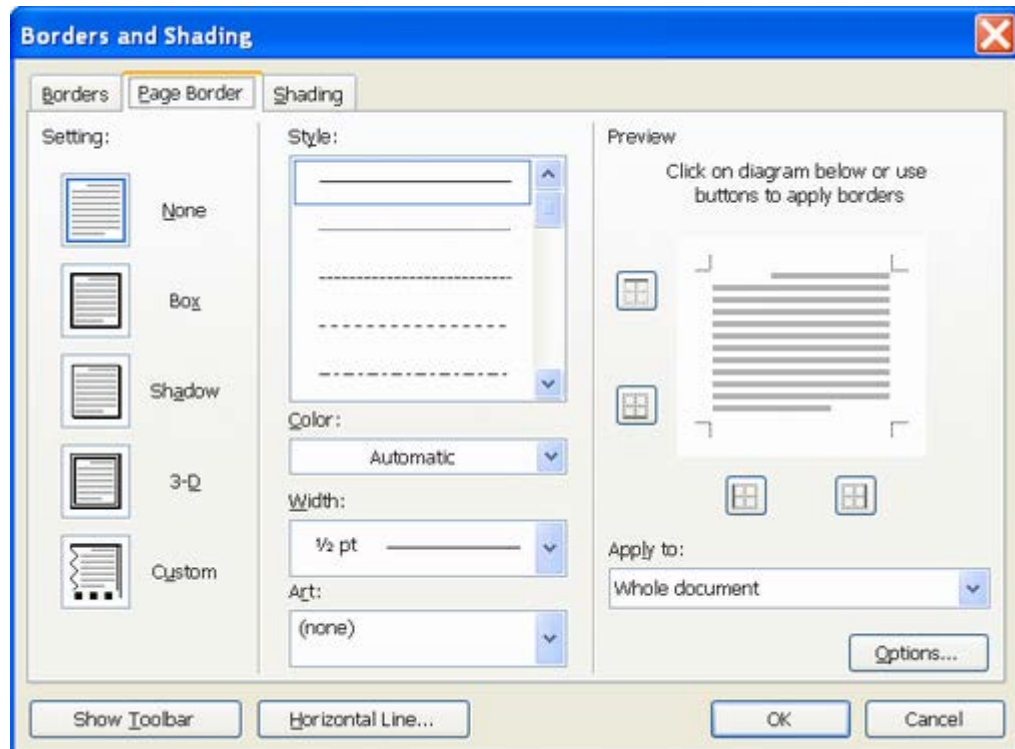 Borders and Shading
Borders
Page Border
Shading
Setting:
None
Box
Shadow
3-D
Custom
Style:
Color:
Automatic
Width:
½ pt
Art:
(none)
Preview
Click on diagram below or use
buttons to apply borders
Apply to:
Whole document
Options...
Show Toolbar
Horizontal Line...
OK
Cancel